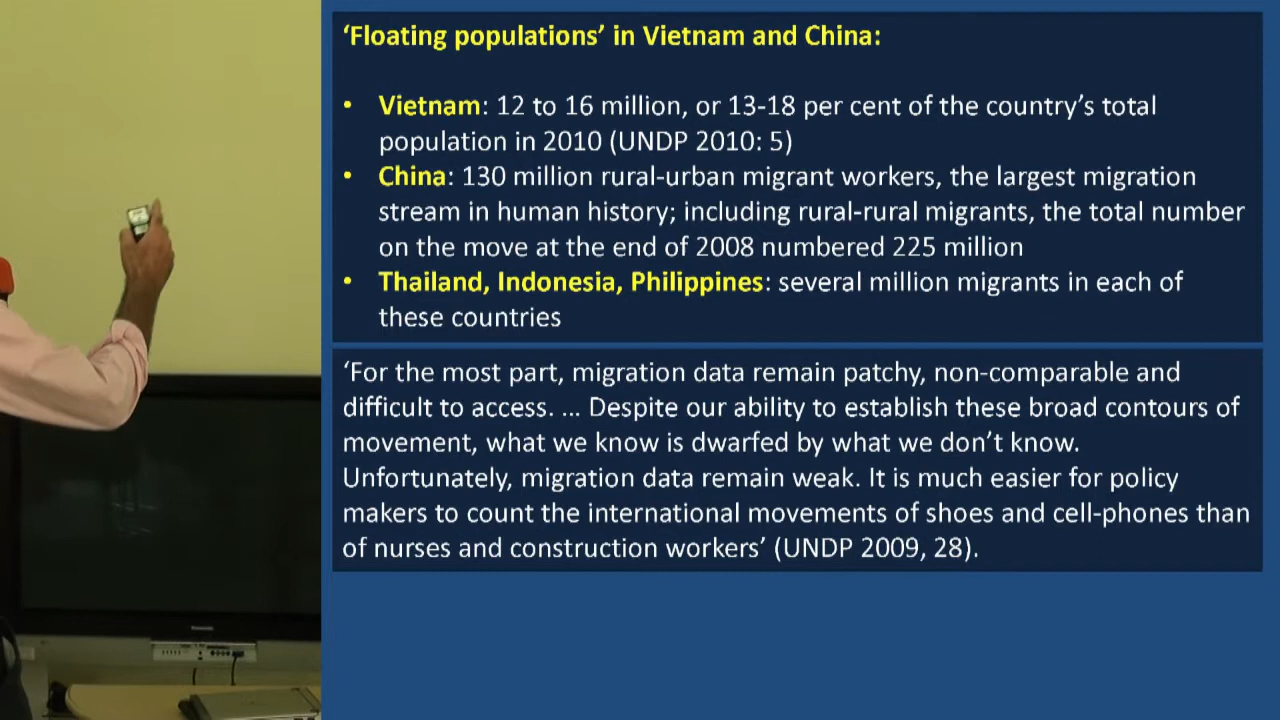 ‘Floating populations’ in Vietnam and China:
• Vietnam: 12 to 16 million, or 13-18 per cent of the country’s total
population in 2010 (UNDP 2010: 5)
• China: 130 million rural-urban migrant workers, the largest migration
stream in human history; including rural-rural migrants, the total number
on the move at the end of 2008 numbered 225 million
• Thailand, Indonesia, Philippines: several million migrants in each of
these countries
‘For the most part, migration data remain patchy, non-comparable and
difficult to access. ... Despite our ability to establish these broad contours of
movement, what we know is dwarfed by what we don’t know.
Unfortunately, migration data remain weak. It is much easier for policy
makers to count the international movements of shoes and cell-phones than
of nurses and construction workers’ (UNDP 2009, 28).